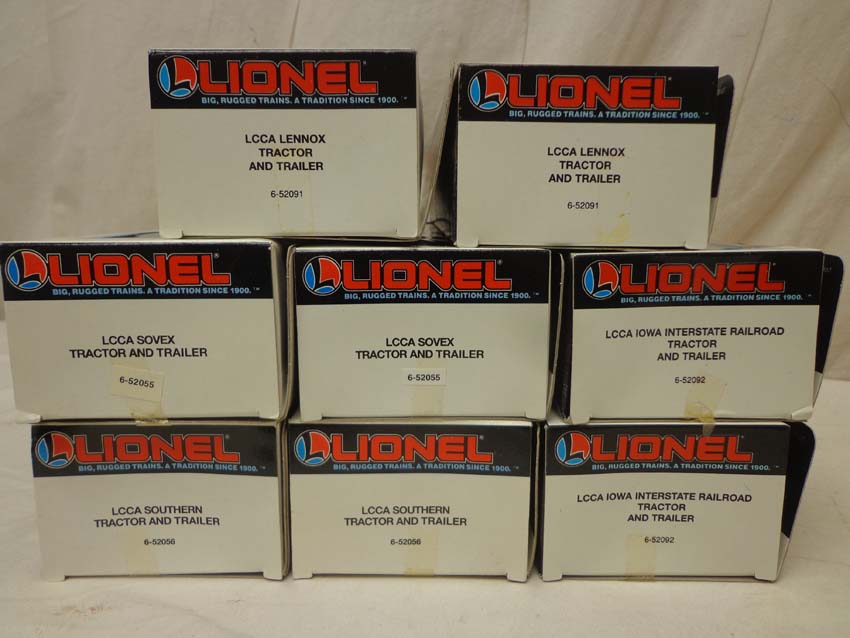 LIONEL®
BIG, RUGGED TRAINS. A TRADITION SINCE 1900.™
LCCA LENNOX
TRACTOR
AND TRAILER
6-52091
LIONEL®
BIG, RUGGED TRAINS. A TRADITION SINCE 1900.™
LCCA LENNOX
TRACTOR
AND TRAILER
6-52091
LIONEL®
BIG, RUGGED TRAINS. A TRADITION SINCE 1900.™
LCCA SOVEX
TRACTOR AND TRAILER
6-52055
LIONEL®
BIG, RUGGED TRAINS. A TRADITION SINCE 1900.™
LCCA SOVEX
TRACTOR AND TRAILER
6-52055
LIONEL®
BIG, RUGGED TRAINS. A TRADITION SINCE 1900.™
LCCA IOWA INTERSTATE RAILROAD
TRACTOR
AND TRAILER
6-52092
LIONEL®
BIG, RUGGED TRAINS. A TRADITION SINCE 1900.™
LCCA SOUTHERN
TRACTOR AND TRAILER
6-52056
LIONEL®
BIG, RUGGED TRAINS. A TRADITION SINCE 1900.™
LCCA SOUTHERN
TRACTOR AND TRAILER
6-52056
LIONEL®
BIG, RUGGED TRAINS. A TRADITION SINCE 1900.™
LCCA IOWA INTERSTATE RAILROAD
TRACTOR
AND TRAILER
6-52092